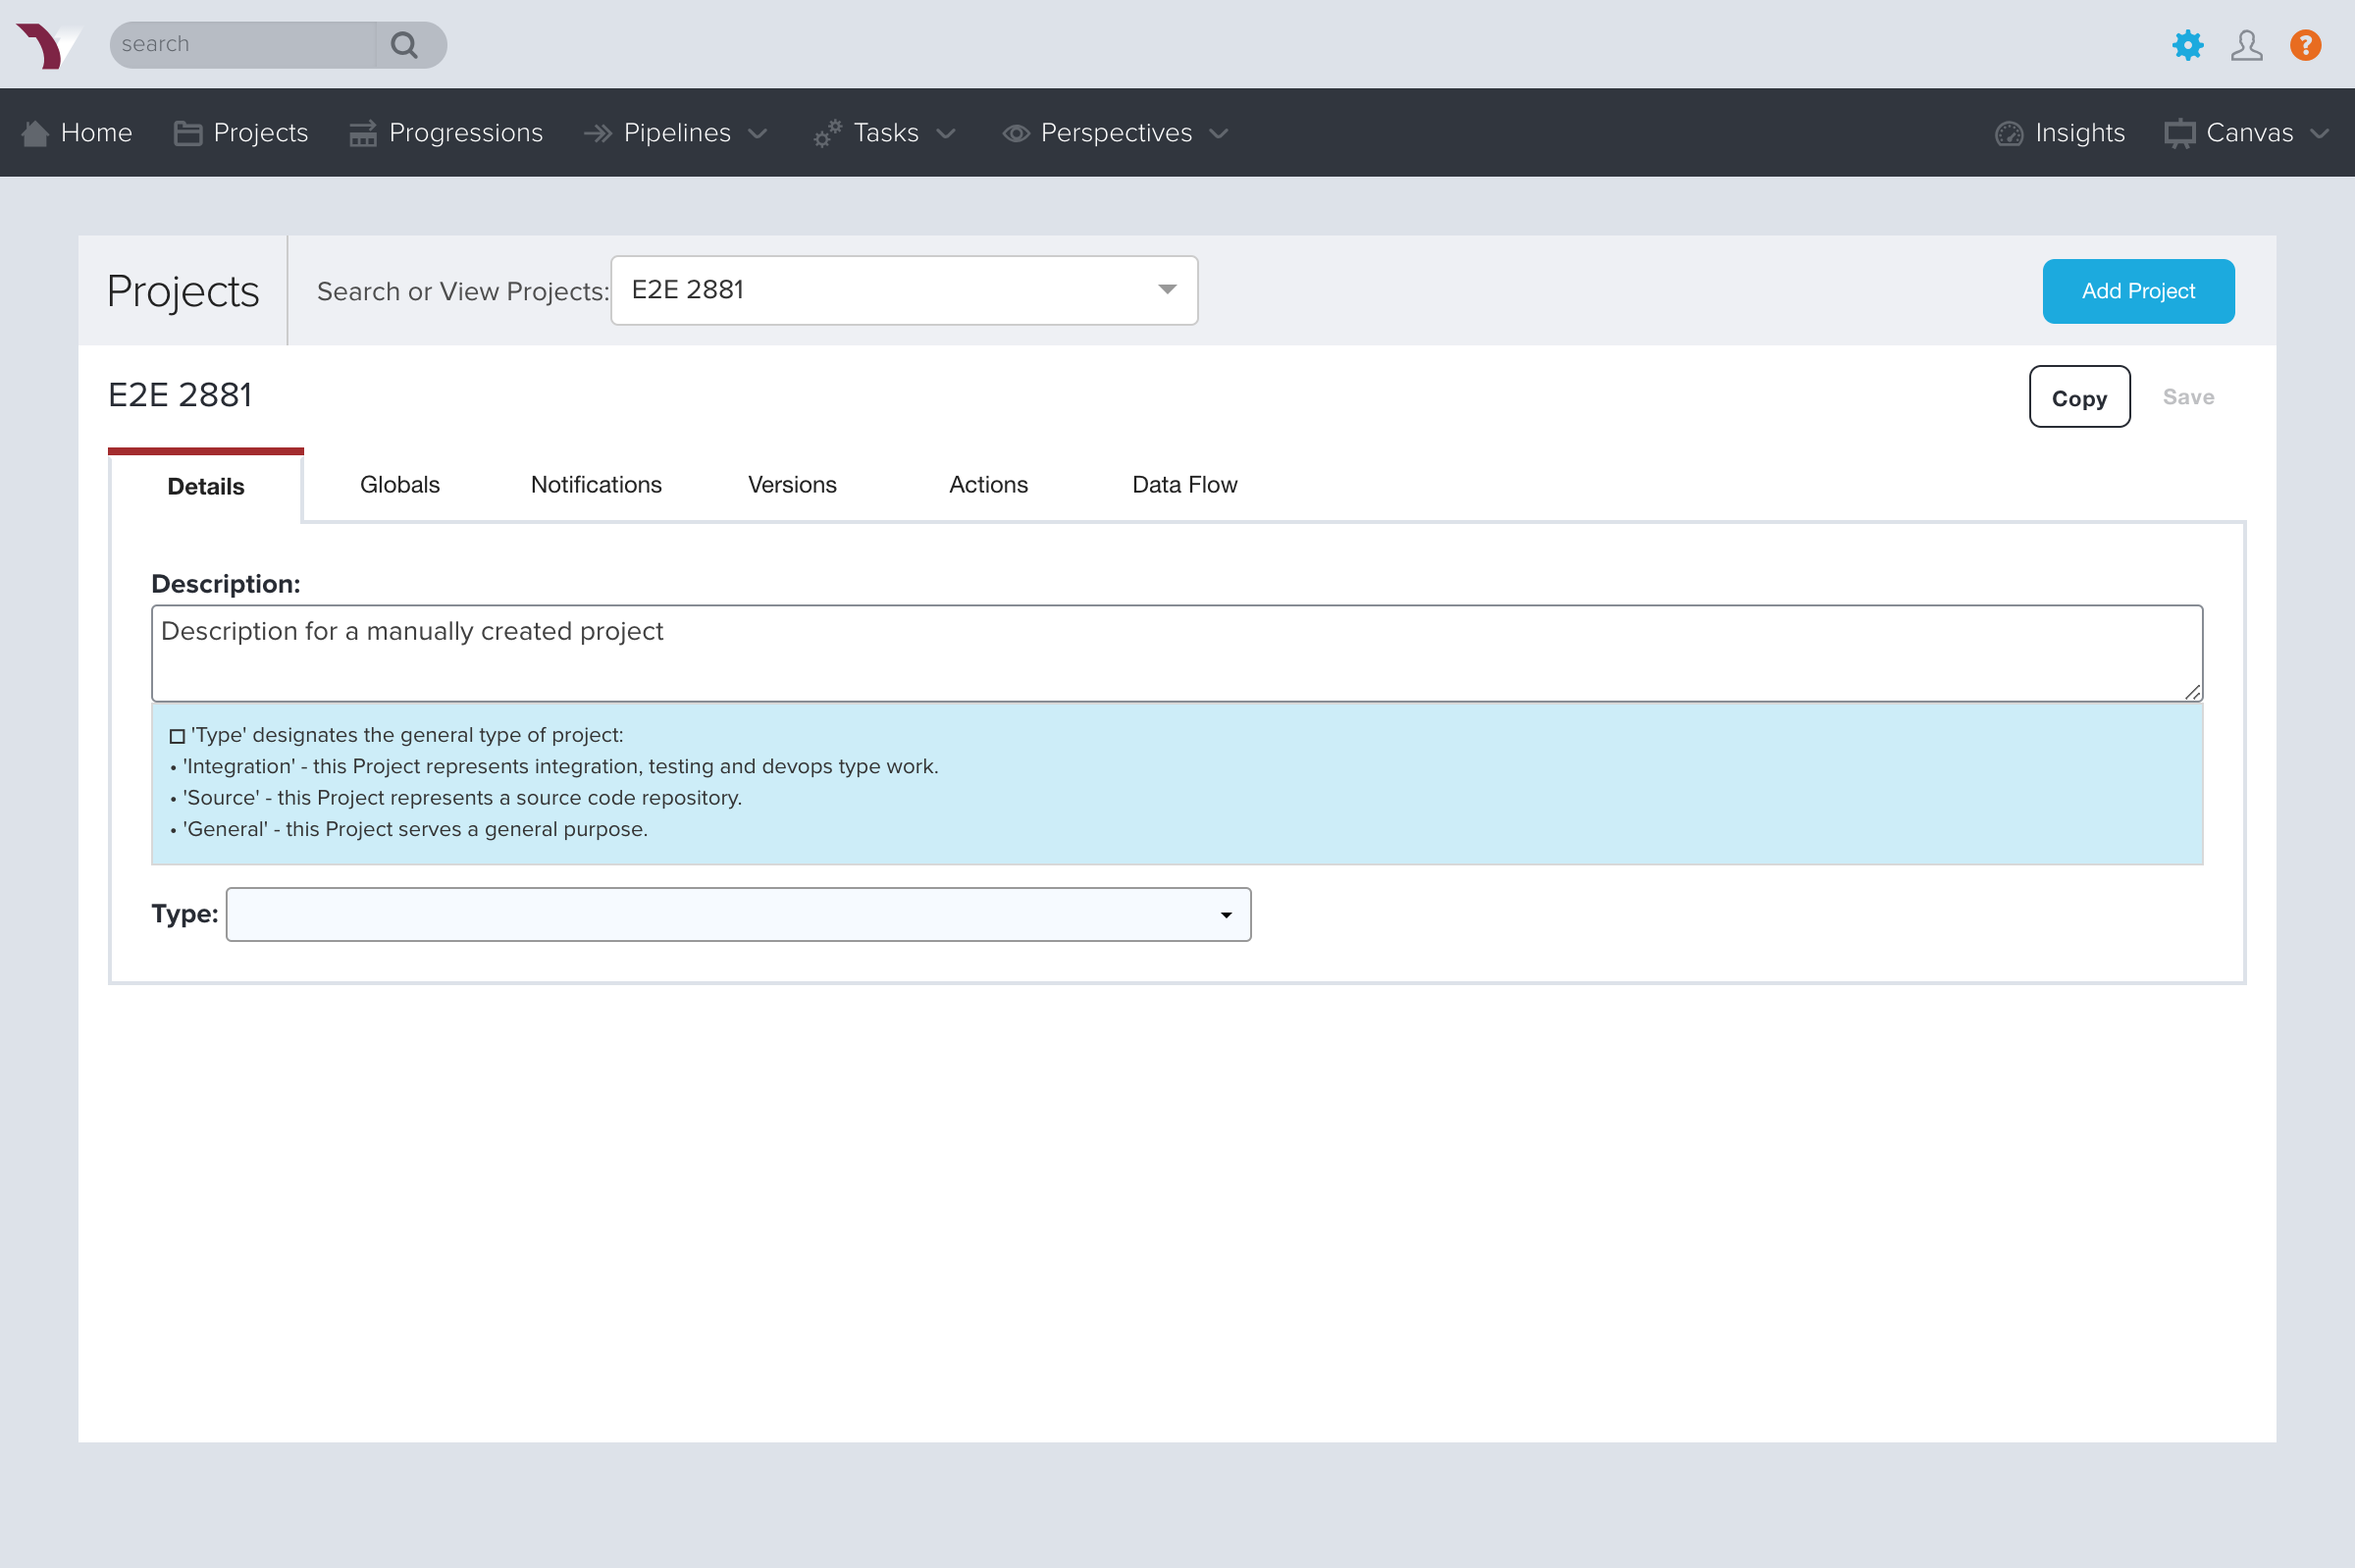 search
?
Home Projects Progressions Pipelines Tasks Perspectives Insights Canvas
Projects Search or View Projects: E2E 2881 Add Project
E2E 2881 Copy Save
Details Globals Notifications Versions Actions Data Flow
Description:
Description for a manually created project
'Type' designates the general type of project:
• 'Integration' - this Project represents integration, testing and devops type work.
• 'Source' - this Project represents a source code repository.
• 'General' - this Project serves a general purpose.
Type: